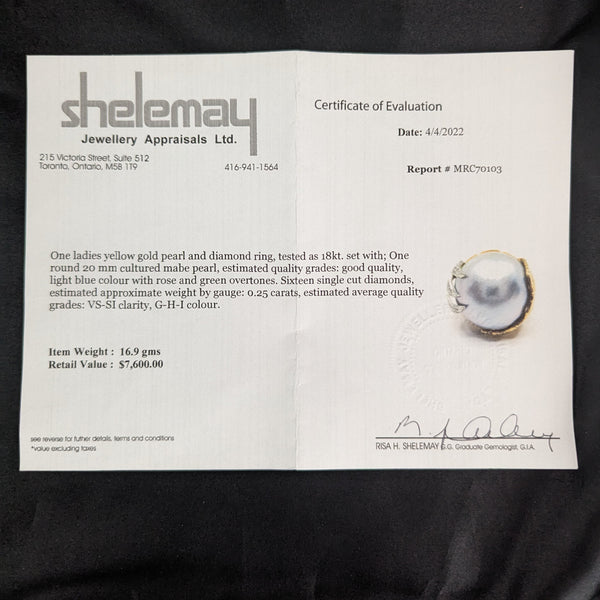 shelemay
Jewellery Appraisals Ltd.
215 Victoria Street, Suite 512
Toronto, Ontario, M5B 1T9
416-941-1564
Certificate of Evaluation
Date: 4/4/2022
Report # MRC70103
One ladies yellow gold pearl and diamond ring, tested as 18kt. set with; One
round 20 mm cultured mabe pearl, estimated quality grades: good quality,
light blue colour with rose and green overtones. Sixteen single cut diamonds,
estimated approximate weight by gauge: 0.25 carats, estimated average quality
grades: VS-SI clarity, G-H-I colour.
Item Weight : 16.9 gms
Retail Value : $7,600.00
see reverse for futher details, terms and conditions
*value excluding taxes
RISA H. SHELEMAY G.G. Graduate Gemologist, G.I.A.